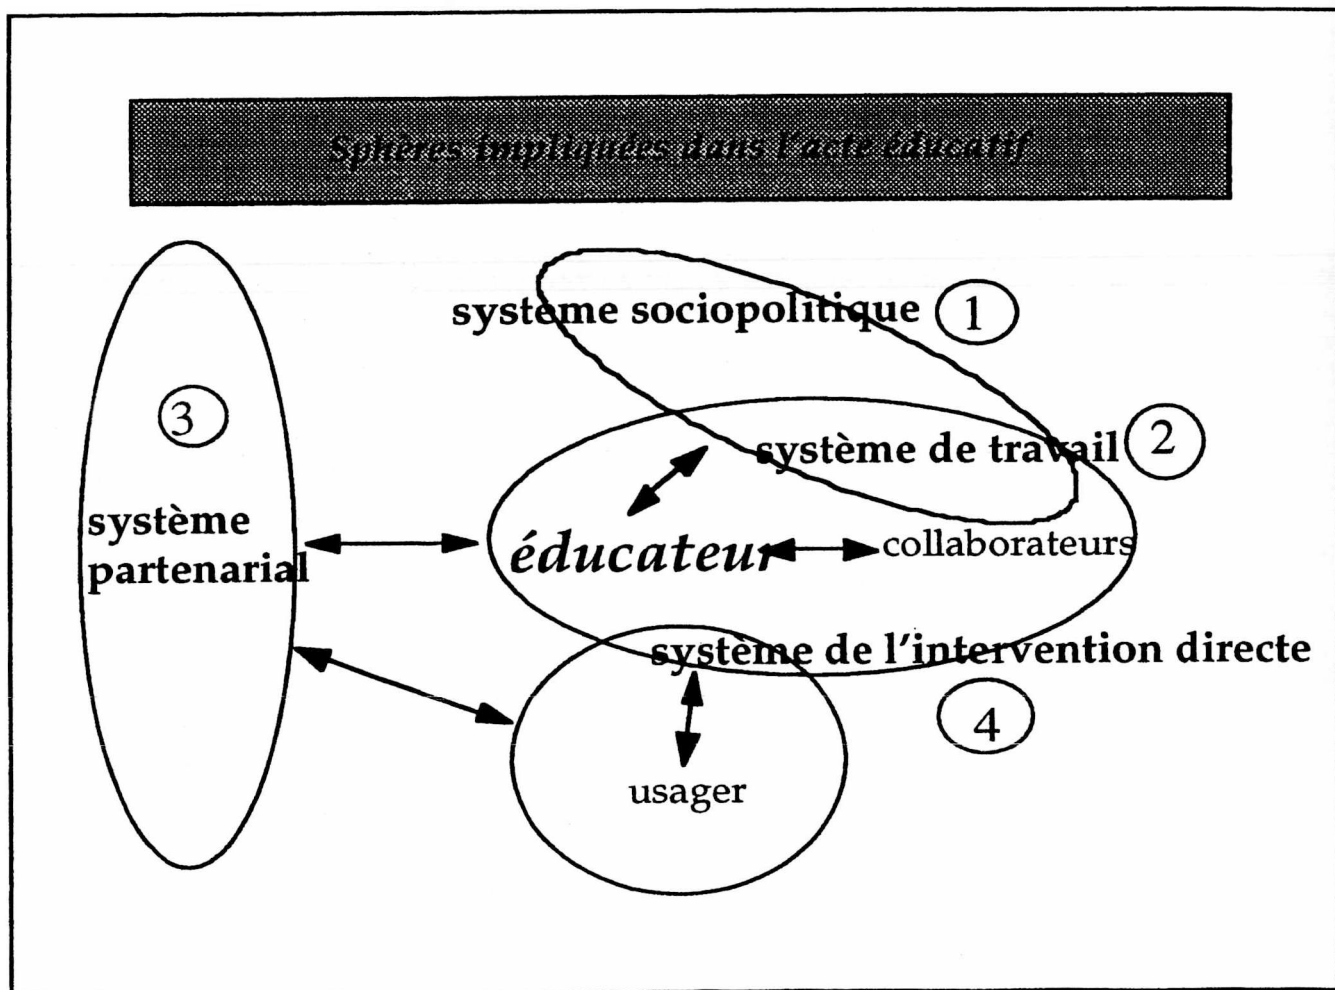 Sphères impliquées dans l'acte éducatif
système sociopolitique 1
3
système de travail 2
système
partenarial
éducateur
collaborateurs
système de l'intervention directe
4
usager